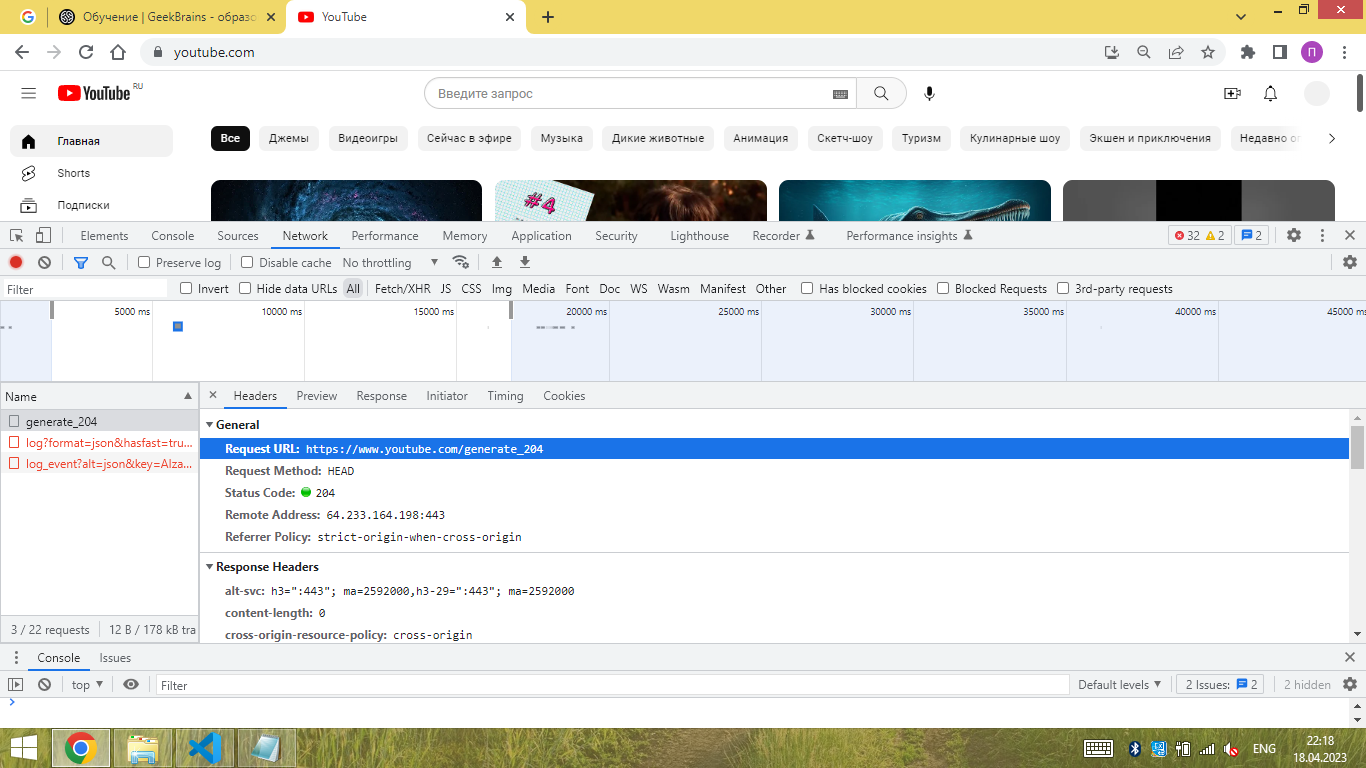 Обучение | GeekBrains - образо
YouTube
youtube.com
П
YouTube RU
Введите запрос
Главная
Все
Джемы
Видеоигры
Сейчас в эфире
Музыка
Дикие животные
Анимация
Скетч-шоу
Туризм
Кулинарные шоу
Экшен и приключения
Недавно оп
Shorts
Подписки
#4
Elements
Console
Sources
Network
Performance
Memory
Application
Security
Lighthouse
Recorder
Performance insights
32
2
2
Preserve log
Disable cache
No throttling
Filter
Invert
Hide data URLs
All
Fetch/XHR
JS
CSS
Img
Media
Font
Doc
WS
Wasm
Manifest
Other
Has blocked cookies
Blocked Requests
3rd-party requests
5000 ms
10000 ms
15000 ms
20000 ms
25000 ms
30000 ms
35000 ms
40000 ms
45000 ms
Name
generate_204
log?format=json&hasfast=tru...
log_event?alt=json&key=AIza...
3 / 22 requests
12 B / 178 kB tra
Headers
Preview
Response
Initiator
Timing
Cookies
General
Request URL: https://www.youtube.com/generate_204
Request Method: HEAD
Status Code: 204
Remote Address: 64.233.164.198:443
Referrer Policy: strict-origin-when-cross-origin
Response Headers
alt-svc: h3=":443"; ma=2592000,h3-29=":443"; ma=2592000
content-length: 0
cross-origin-resource-policy: cross-origin
Console
Issues
top
Filter
Default levels
2 Issues:
2
2 hidden
ENG
22:18
18.04.2023